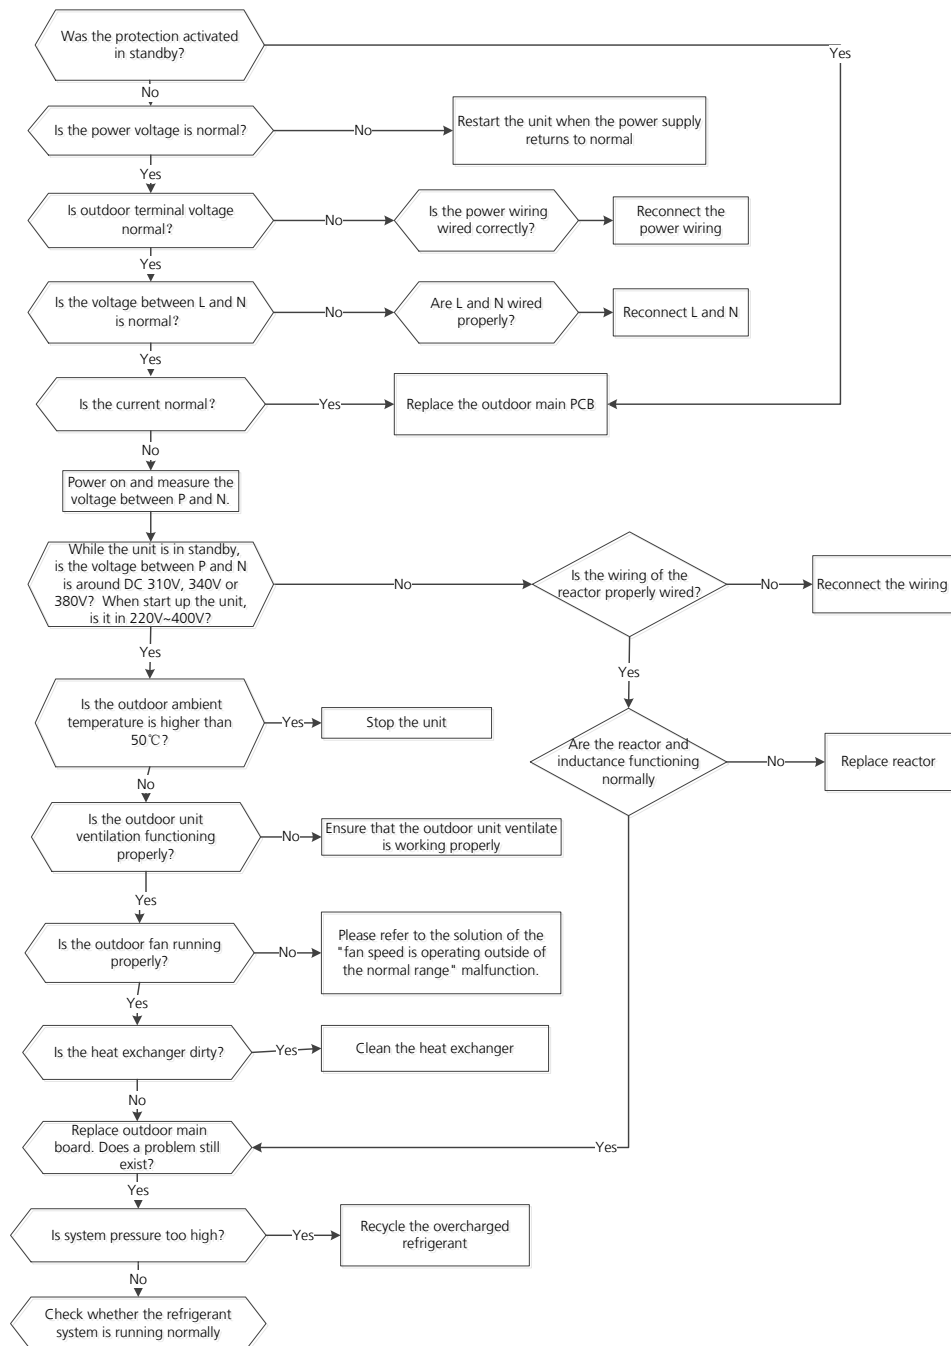 Was the protection activated
in standby?
Yes
No
Is the power voltage is normal?
No
Restart the unit when the power supply
returns to normal
Yes
Is outdoor terminal voltage
normal?
No
Is the power wiring
wired correctly?
Reconnect the
power wiring
Yes
Is the voltage between L and N
is normal?
No
Are L and N wired
properly?
Reconnect L and N
Yes
Is the current normal?
Yes
Replace the outdoor main PCB
No
Power on and measure the
voltage between P and N.
While the unit is in standby,
is the voltage between P and N
is around DC 310V, 340V or
380V? When start up the unit,
is it in 220V~400V?
No
Is the wiring of the
reactor properly wired?
No
Reconnect the wiring
Yes
Yes
Is the outdoor ambient
temperature is higher than
50℃?
Yes
Stop the unit
Are the reactor and
inductance functioning
normally
No
Replace reactor
No
Is the outdoor unit
ventilation functioning
properly?
No
Ensure that the outdoor unit ventilate
is working properly
Yes
Is the outdoor fan running
properly?
No
Please refer to the solution of the
"fan speed is operating outside of
the normal range" malfunction.
Yes
Is the heat exchanger dirty?
Yes
Clean the heat exchanger
No
Replace outdoor main
board. Does a problem still
exist?
Yes
Yes
Is system pressure too high?
Yes
Recycle the overcharged
refrigerant
No
Check whether the refrigerant
system is running normally